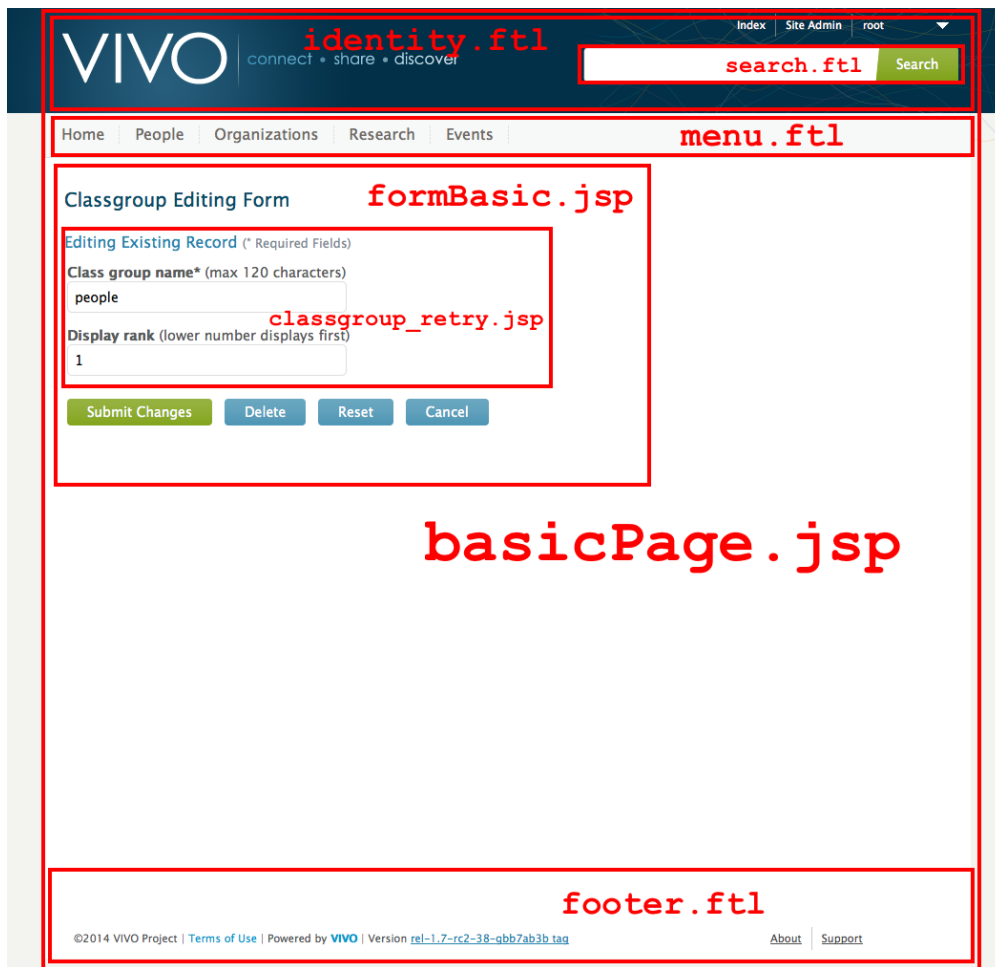 Index Site Admin root
identity.ftl
VIVO connect • share • discover
search.ftl Search
Home People Organizations Research Events menu.ftl
Classgroup Editing Form formBasic.jsp
Editing Existing Record (* Required Fields)
Class group name* (max 120 characters)
people
classgroup_retry.jsp
Display rank (lower number displays first)
1
Submit Changes Delete Reset Cancel
basicPage.jsp
footer.ftl
©2014 VIVO Project | Terms of Use | Powered by VIVO | Version rel-1.7-rc2-38-gbb7ab3b tag About Support